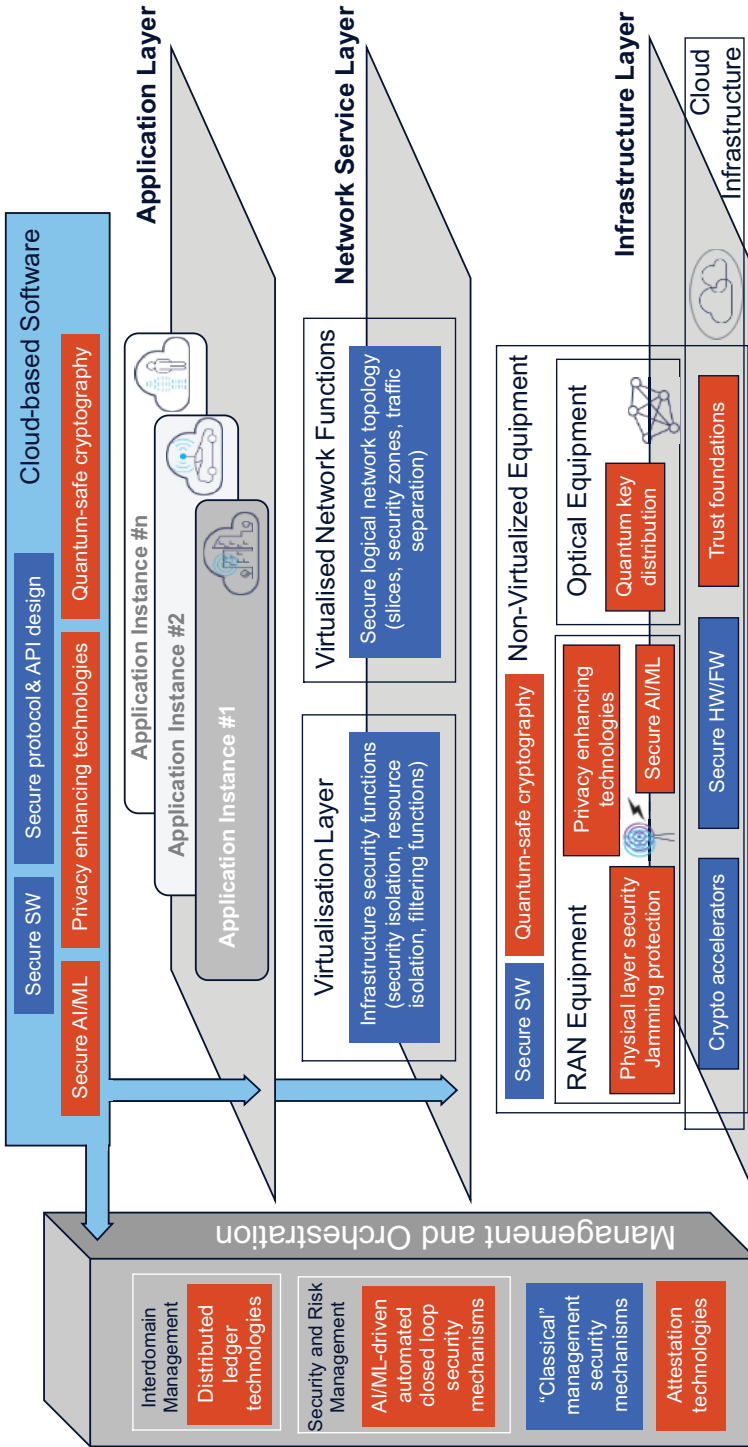 Cloud-based Software
Secure SW
Secure protocol & API design
Secure AI/ML
Privacy enhancing technologies
Quantum-safe cryptography
Application Layer
Application Instance #n
Application Instance #2
Application Instance #1
Network Service Layer
Virtualisation Layer
Infrastructure security functions
(security isolation, resource
isolation, filtering functions)
Virtualised Network Functions
Secure logical network topology
(slices, security zones, traffic
separation)
Infrastructure Layer
Non-Virtualized Equipment
Secure SW
Quantum-safe cryptography
RAN Equipment
Privacy enhancing
technologies
Physical layer security
Jamming protection
Secure AI/ML
Optical Equipment
Quantum key
distribution
Cloud
Infrastructure
Crypto accelerators
Secure HW/FW
Trust foundations
Management and Orchestration
Interdomain
Management
Distributed
ledger
technologies
Security and Risk
Management
AI/ML-driven
automated
closed loop
security
mechanisms
“Classical”
management
security
mechanisms
Attestation
technologies